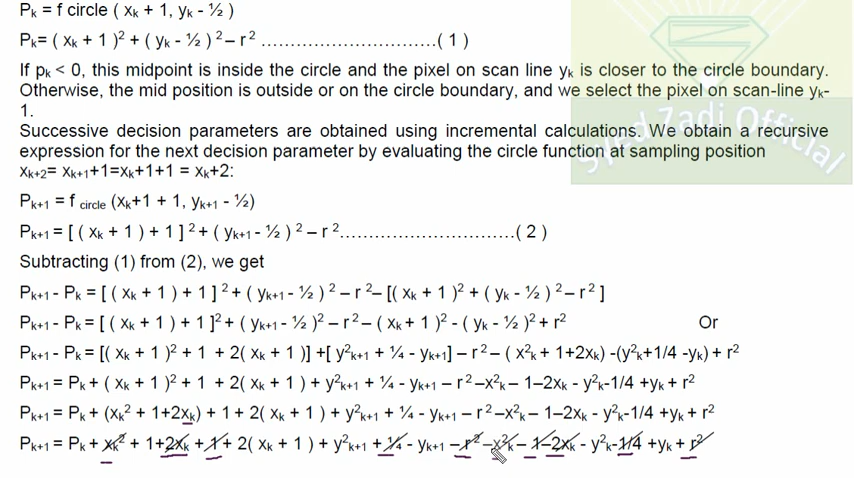 Pk = f circle ( xk + 1, yk - ½ )
Pk= ( xk + 1 )² + ( yk - ½ ) ² – r² ................................( 1 )
If pk < 0, this midpoint is inside the circle and the pixel on scan line yk is closer to the circle boundary.
Otherwise, the mid position is outside or on the circle boundary, and we select the pixel on scan-line yk-
1.
Successive decision parameters are obtained using incremental calculations. We obtain a recursive
expression for the next decision parameter by evaluating the circle function at sampling position
xk+2= xk+1+1=xk+1+1 = xk+2:
Pk+1 = f circle (xk+1 + 1, yk+1 - ½)
Pk+1 = [ ( xk + 1 ) + 1 ] ² + ( yk+1 - ½ ) ² – r ²................................( 2 )
Subtracting (1) from (2), we get
Pk+1 - Pk = [ ( xk + 1 ) + 1 ] ² + ( yk+1 - ½ ) ² – r ² – [( xk + 1 )² + ( yk - ½ ) ² – r² ]
Pk+1 - Pk = [ ( xk + 1 ) + 1 ]² + ( yk+1 - ½ )² – r² – ( xk + 1 )² - ( yk - ½ )² + r² Or
Pk+1 - Pk = [( xk + 1 )² + 1 + 2( xk + 1 )] +[ y²k+1 + ¼ - yk+1] – r² – ( x²k + 1+2xk) -(y²k+1/4 -yk) + r²
Pk+1 = Pk + ( xk + 1 )² + 1 + 2( xk + 1 ) + y²k+1 + ¼ - yk+1 – r² –x²k – 1–2xk - y²k-1/4 +yk + r²
Pk+1 = Pk + (xk² + 1+2xk) + 1 + 2( xk + 1 ) + y²k+1 + ¼ - yk+1 – r² –x²k – 1–2xk - y²k-1/4 +yk + r²
Pk+1 = Pk + xk² + 1+2xk + 1 + 2( xk + 1 ) + y²k+1 + ¼ - yk+1 – r² –x²k – 1–2xk - y²k-1/4 +yk + r²
Syed Zadi Official